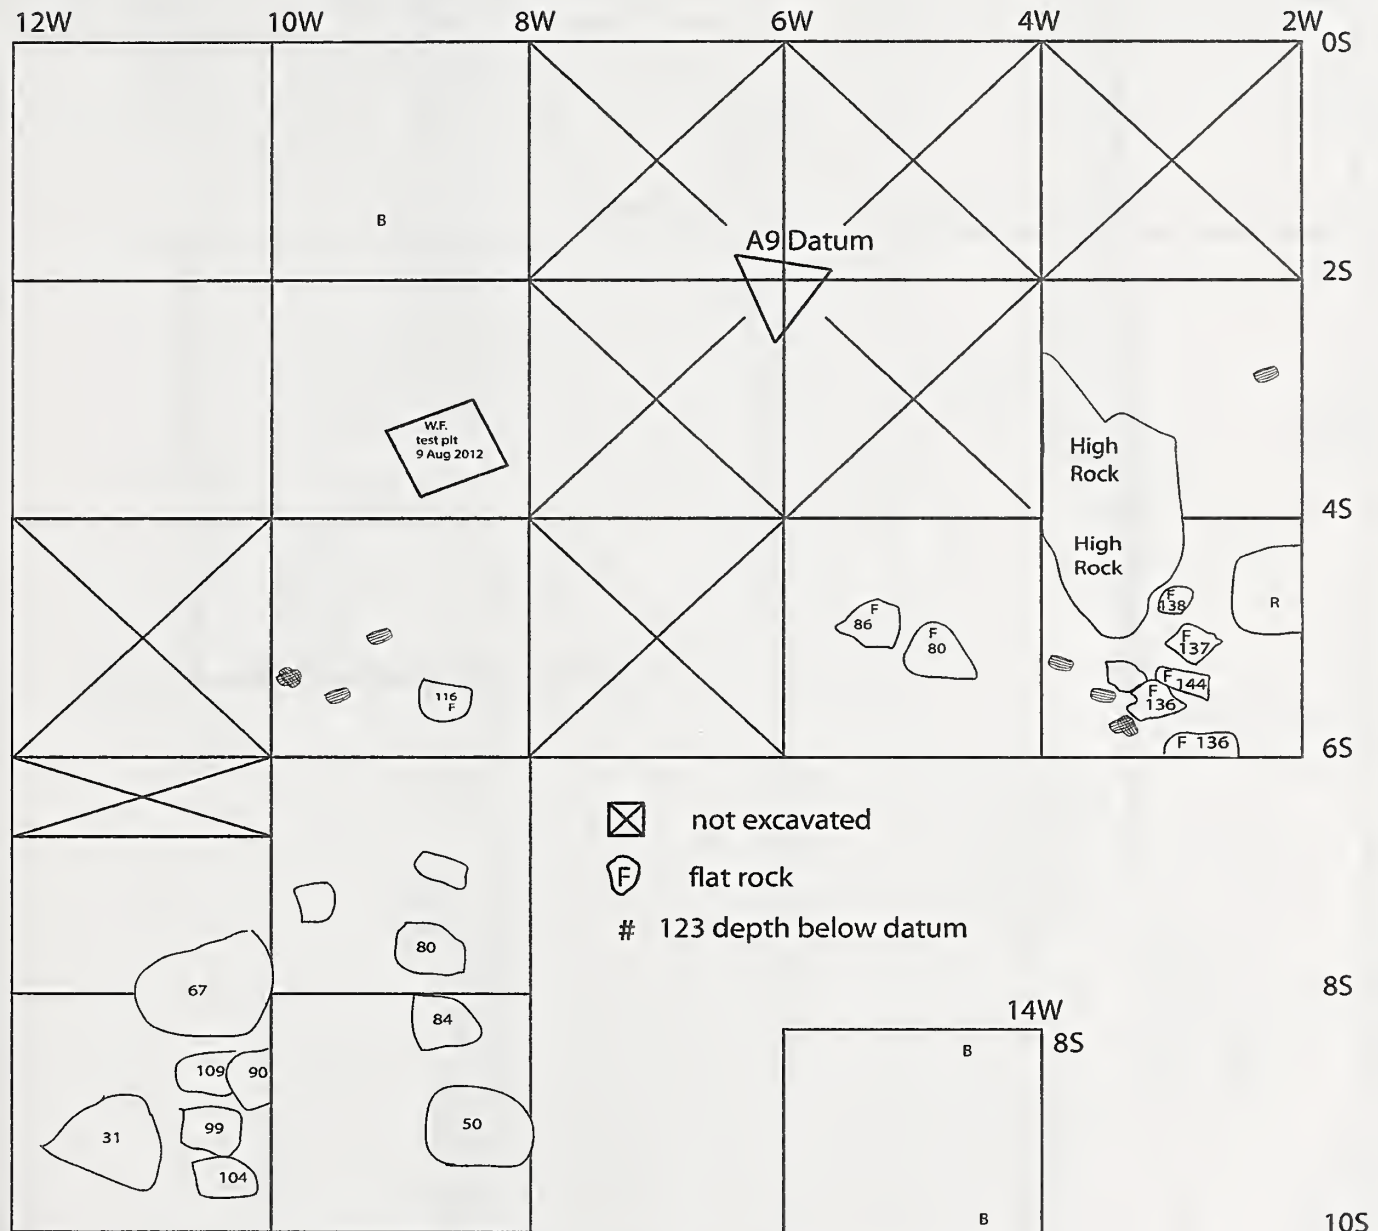 12W 10W 8W 6W 4W 2W
0S
B
A9 Datum
2S
W.F.
test plt
9 Aug 2012
High
Rock
4S
High
Rock
F
138
R
F
86
F
80
F
137
116
F
F 144
F
136
F 136
6S
not excavated
F flat rock
# 123 depth below datum
80
67
8S
84
14W
8S
B
109 90
50
99
31
104
B
10S